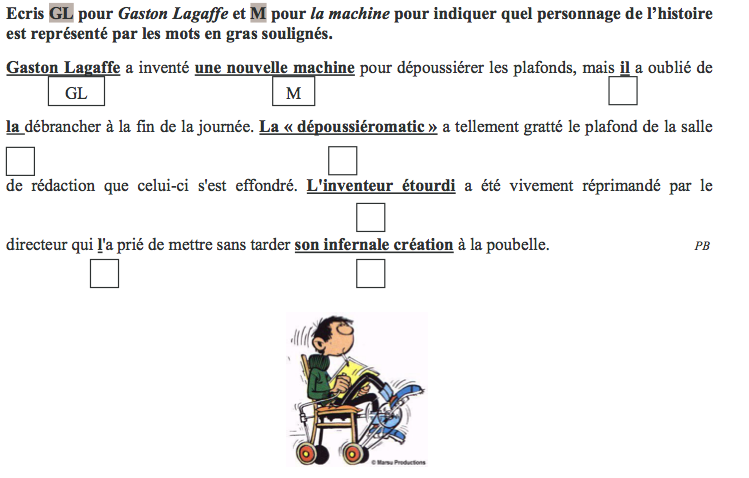 Ecris GL pour Gaston Lagaffe et M pour la machine pour indiquer quel personnage de l'histoire
est représenté par les mots en gras soulignés.
Gaston Lagaffe a inventé une nouvelle machine pour dépoussiérer les plafonds, mais il a oublié de
GL M
la débrancher à la fin de la journée. La « dépoussiéromatic » a tellement gratté le plafond de la salle
de rédaction que celui-ci s'est effondré. L'inventeur étourdi a été vivement réprimandé par le
directeur qui l'a prié de mettre sans tarder son infernale création à la poubelle. PB
© Marsu Productions